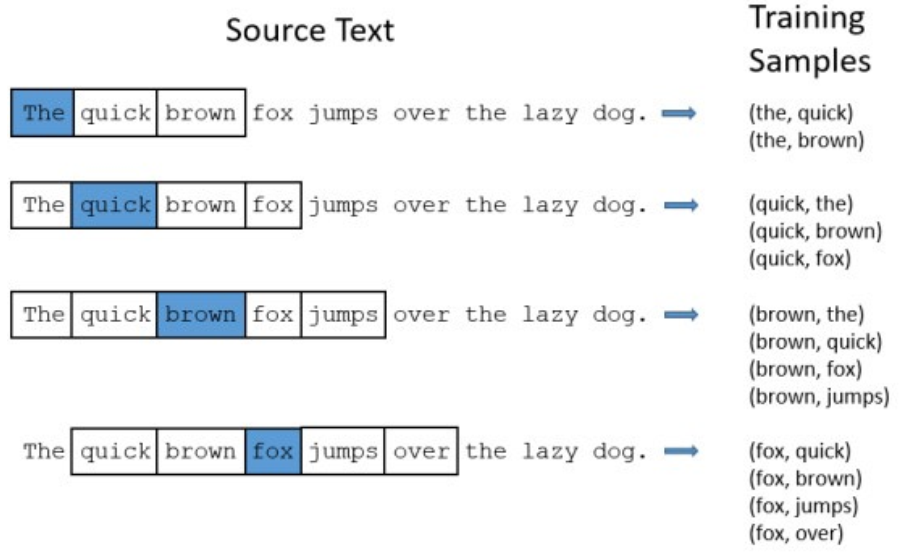 Source Text
Training
Samples
The quick brown fox jumps over the lazy dog.
(the, quick)
(the, brown)
The quick brown fox jumps over the lazy dog.
(quick, the)
(quick, brown)
(quick, fox)
The quick brown fox jumps over the lazy dog.
(brown, the)
(brown, quick)
(brown, fox)
(brown, jumps)
The quick brown fox jumps over the lazy dog.
(fox, quick)
(fox, brown)
(fox, jumps)
(fox, over)